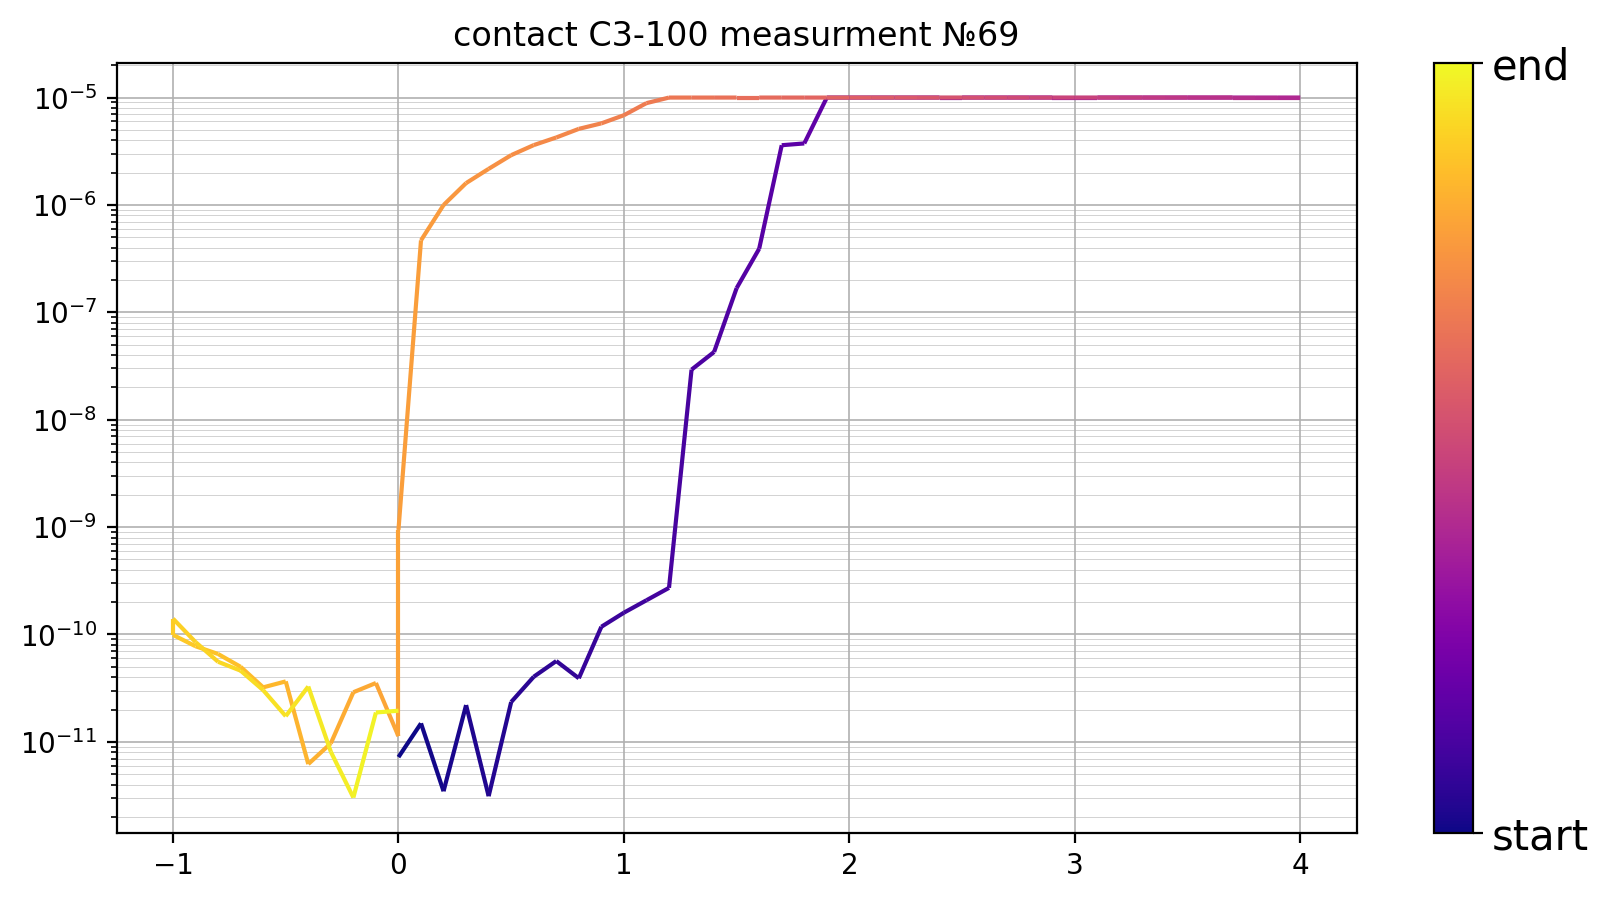 contact C3-100 measurment №69
10⁻⁵
10⁻⁶
10⁻⁷
10⁻⁸
10⁻⁹
10⁻¹⁰
10⁻¹¹
−1 0 1 2 3 4
end
start